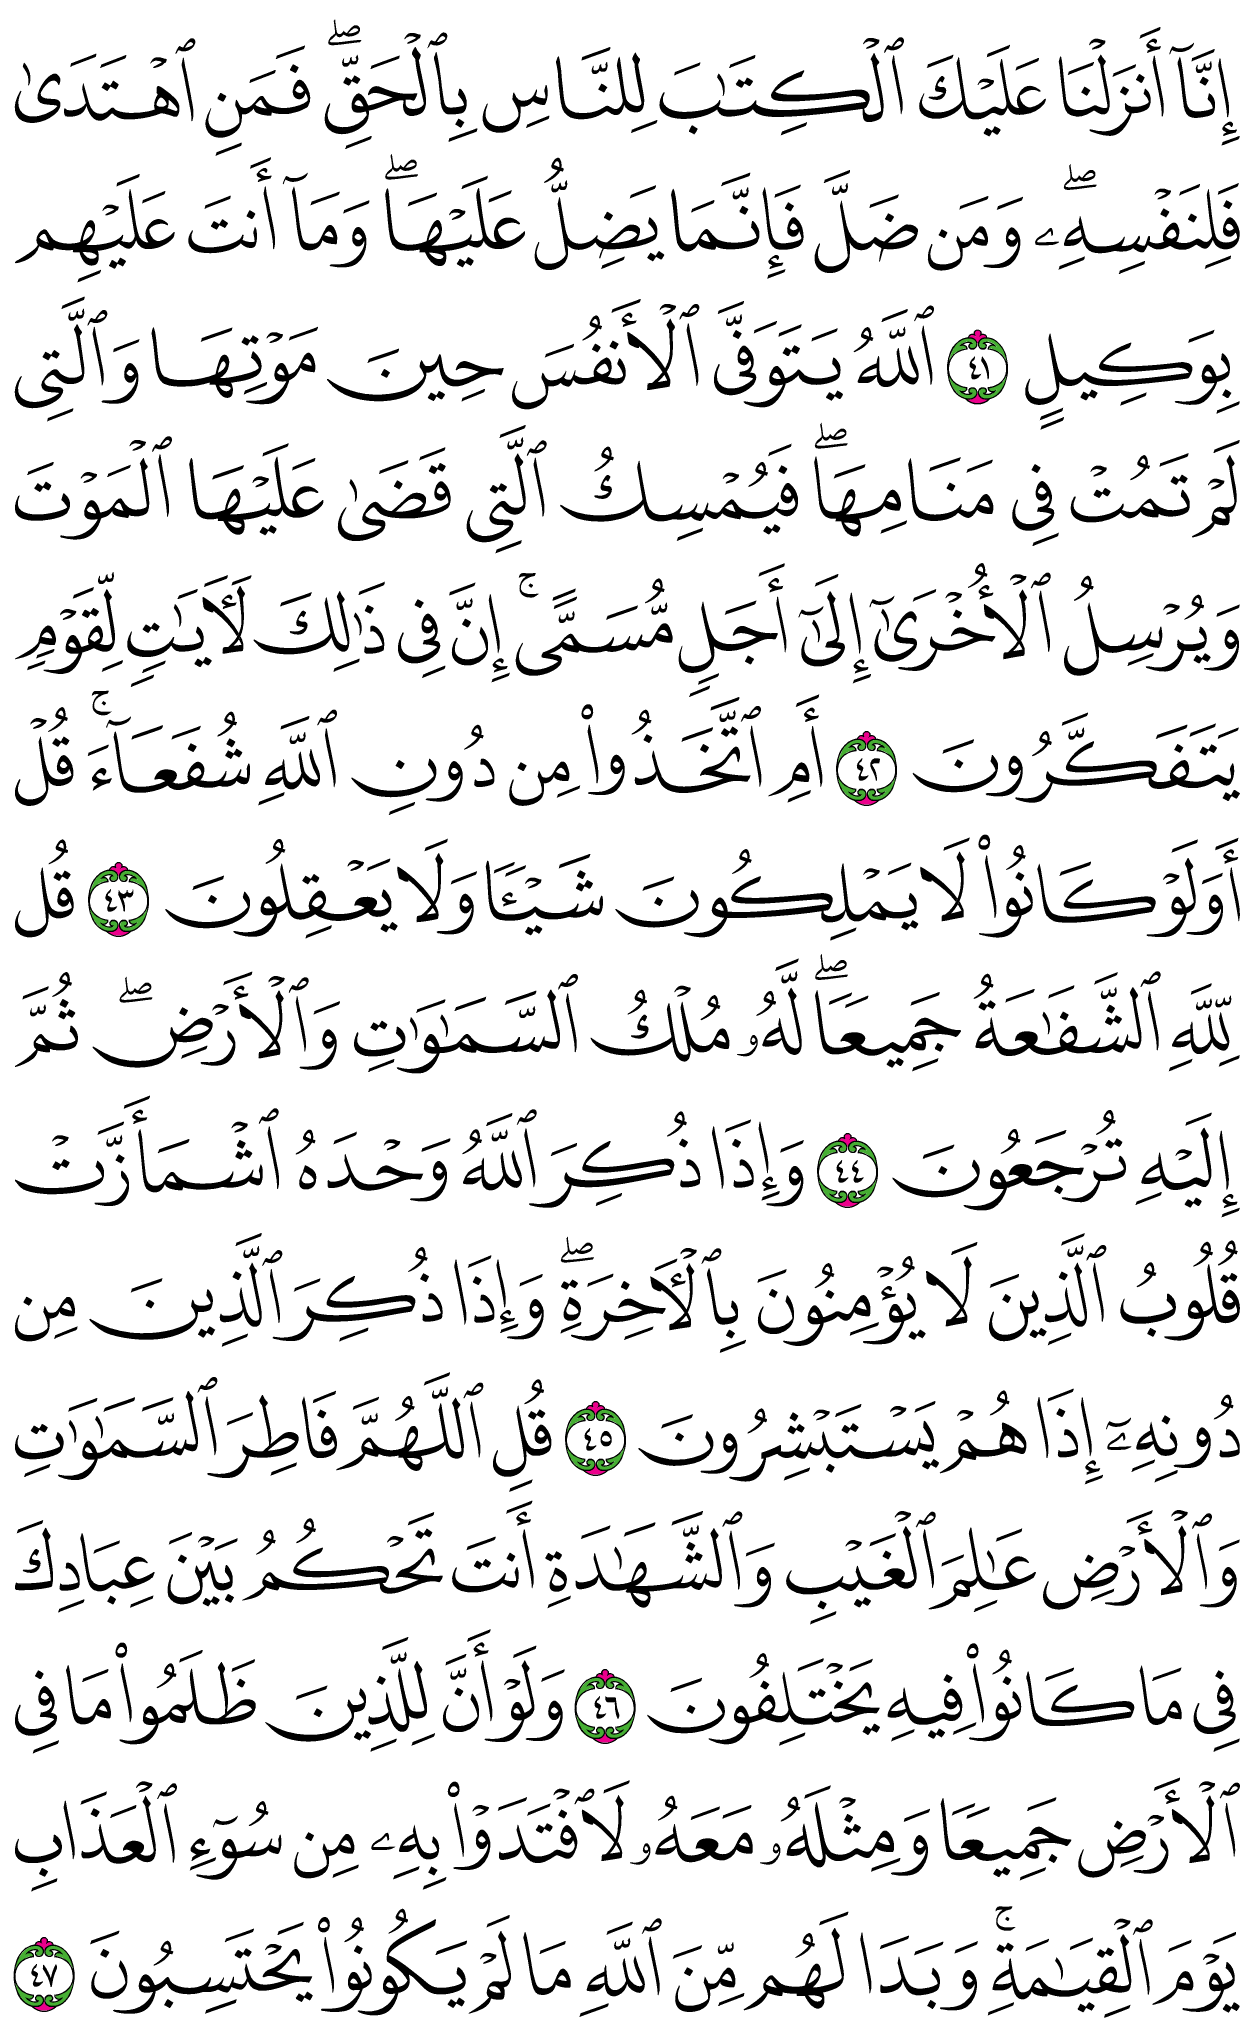 إِنَّآ أَنزَلۡنَا عَلَيۡكَ ٱلۡكِتَٰبَ لِلنَّاسِ بِٱلۡحَقِّۖ فَمَنِ ٱهۡتَدَىٰ
فَلِنَفۡسِهِۦۖ وَمَن ضَلَّ فَإِنَّمَا يَضِلُّ عَلَيۡهَاۖ وَمَآ أَنتَ عَلَيۡهِم
بِوَكِيلٍ ٤١ ٱللَّهُ يَتَوَفَّى ٱلۡأَنفُسَ حِينَ مَوۡتِهَا وَٱلَّتِي
لَمۡ تَمُتۡ فِي مَنَامِهَاۖ فَيُمۡسِكُ ٱلَّتِي قَضَىٰ عَلَيۡهَا ٱلۡمَوۡتَ
وَيُرۡسِلُ ٱلۡأُخۡرَىٰٓ إِلَىٰٓ أَجَلٖ مُّسَمًّىۚ إِنَّ فِي ذَٰلِكَ لَأٓيَٰتٖ لِّقَوۡمٖ
يَتَفَكَّرُونَ ٤٢ أَمِ ٱتَّخَذُواْ مِن دُونِ ٱللَّهِ شُفَعَآءَۚ قُلۡ
أَوَلَوۡ كَانُواْ لَا يَمۡلِكُونَ شَيۡـٔٗا وَلَا يَعۡقِلُونَ ٤٣ قُل
لِّلَّهِ ٱلشَّفَٰعَةُ جَمِيعٗاۖ لَّهُۥ مُلۡكُ ٱلسَّمَٰوَٰتِ وَٱلۡأَرۡضِۖ ثُمَّ
إِلَيۡهِ تُرۡجَعُونَ ٤٤ وَإِذَا ذُكِرَ ٱللَّهُ وَحۡدَهُ ٱشۡمَأَزَّتۡ
قُلُوبُ ٱلَّذِينَ لَا يُؤۡمِنُونَ بِٱلۡأٓخِرَةِۖ وَإِذَا ذُكِرَ ٱلَّذِينَ مِن
دُونِهِۦٓ إِذَا هُمۡ يَسۡتَبۡشِرُونَ ٤٥ قُلِ ٱللَّهُمَّ فَاطِرَ ٱلسَّمَٰوَٰتِ
وَٱلۡأَرۡضِ عَٰلِمَ ٱلۡغَيۡبِ وَٱلشَّهَٰدَةِ أَنتَ تَحۡكُمُ بَيۡنَ عِبَادِكَ
فِي مَا كَانُواْ فِيهِ يَخۡتَلِفُونَ ٤٦ وَلَوۡ أَنَّ لِلَّذِينَ ظَلَمُواْ مَا فِي
ٱلۡأَرۡضِ جَمِيعٗا وَمِثۡلَهُۥ مَعَهُۥ لَٱفۡتَدَوۡاْ بِهِۦ مِن سُوٓءِ ٱلۡعَذَابِ
يَوۡمَ ٱلۡقِيَٰمَةِۚ وَبَدَا لَهُم مِّنَ ٱللَّهِ مَا لَمۡ يَكُونُواْ يَحۡتَسِبُونَ ٤٧